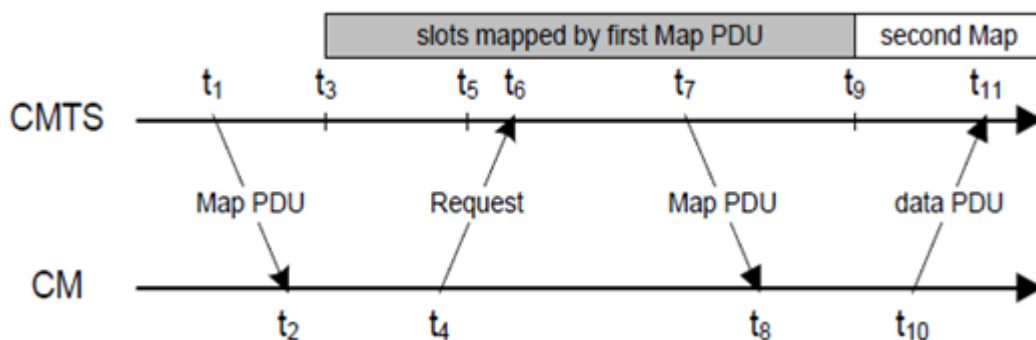 slots mapped by first Map PDU second Map
t₁ t₃ t₅ t₆ t₇ t₉ t₁₁
CMTS
Map PDU Request Map PDU data PDU
CM
t₂ t₄ t₈ t₁₀